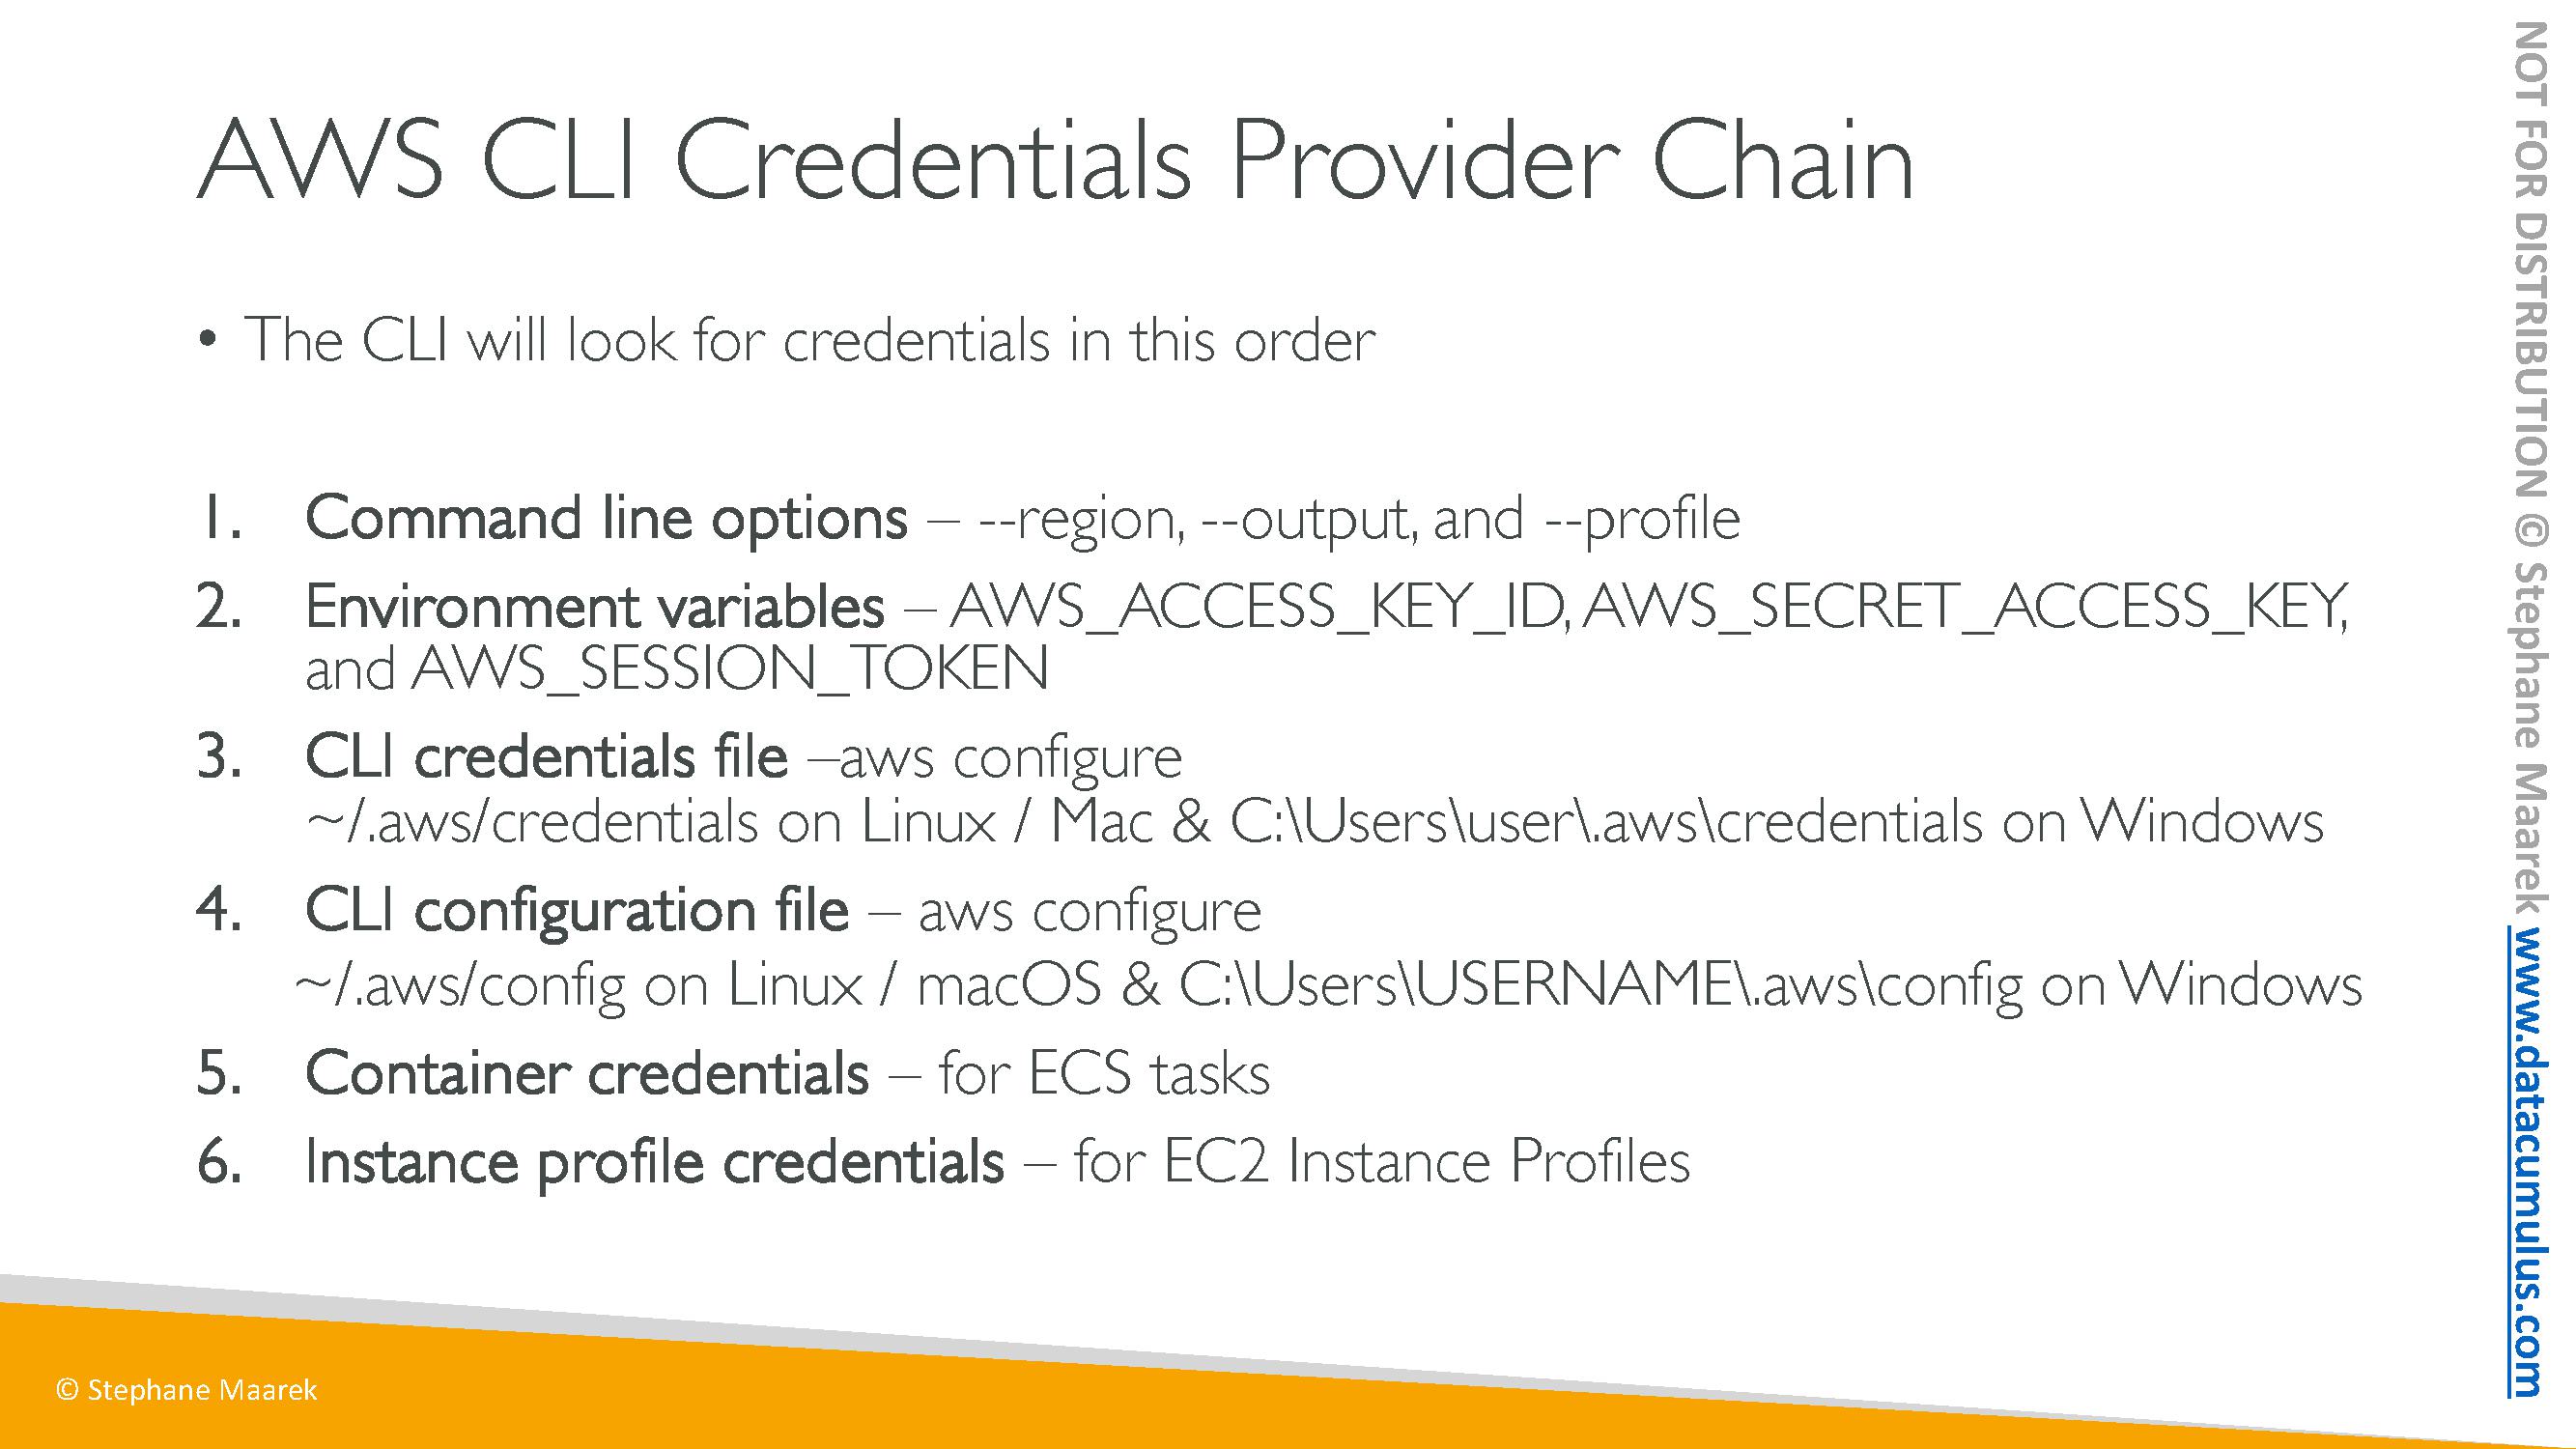 AWS CLI Credentials Provider Chain
• The CLI will look for credentials in this order
1. Command line options – --region, --output, and --profile
2. Environment variables – AWS_ACCESS_KEY_ID, AWS_SECRET_ACCESS_KEY,
and AWS_SESSION_TOKEN
3. CLI credentials file –aws configure
~/.aws/credentials on Linux / Mac & C:\Users\user\.aws\credentials on Windows
4. CLI configuration file – aws configure
~/.aws/config on Linux / macOS & C:\Users\USERNAME\.aws\config on Windows
5. Container credentials – for ECS tasks
6. Instance profile credentials – for EC2 Instance Profiles
© Stephane Maarek
NOT FOR DISTRIBUTION © Stephane Maarek www.datacumulus.com